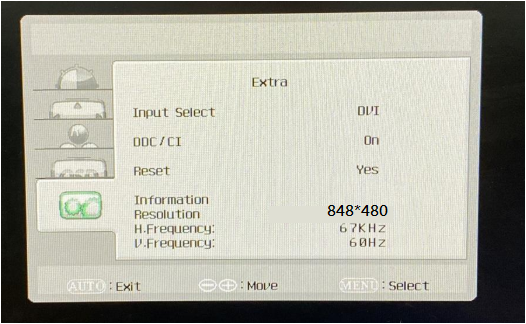 Extra
Input Select DVI
DDC/CI On
Reset Yes
Information
Resolution 848*480
H.Frequency: 67KHz
V.Frequency: 60Hz
AUTO : Exit
－ ＋ : Move
MENU : Select